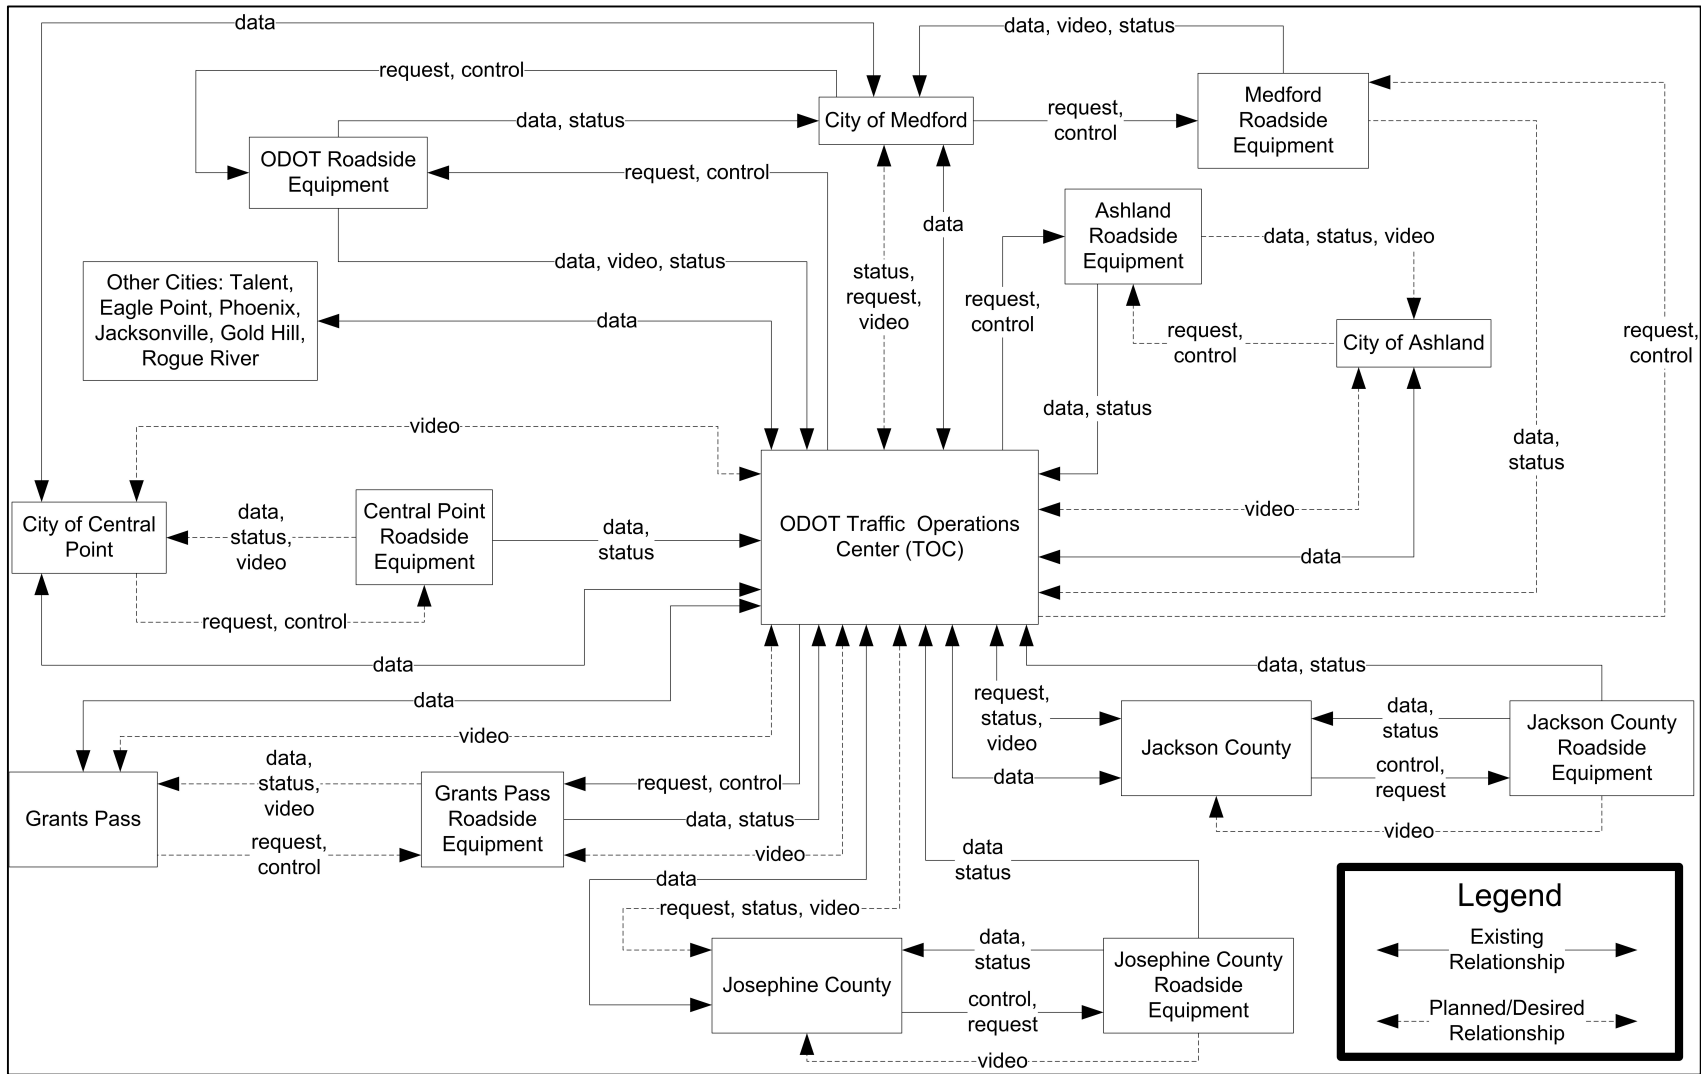 data
data, video, status
request, control
data, status
City of Medford
request,
control
Medford
Roadside
Equipment
ODOT Roadside
Equipment
request, control
data
Ashland
Roadside
Equipment
data, status, video
data, video, status
status,
request,
video
request,
control
Other Cities: Talent,
Eagle Point, Phoenix,
Jacksonville, Gold Hill,
Rogue River
data
request,
control
City of Ashland
request,
control
data, status
video
data,
status
City of Central
Point
data,
status,
video
Central Point
Roadside
Equipment
data,
status
ODOT Traffic Operations
Center (TOC)
video
data
request, control
data
data
video
request,
status,
video
data, status
data,
status
Jackson County
Jackson County
Roadside
Equipment
data
control,
request
video
Grants Pass
data,
status,
video
request,
control
Grants Pass
Roadside
Equipment
request, control
data, status
video
data
request, status, video
data
status
Josephine County
data,
status
control,
request
Josephine County
Roadside
Equipment
video
Legend
Existing
Relationship
Planned/Desired
Relationship